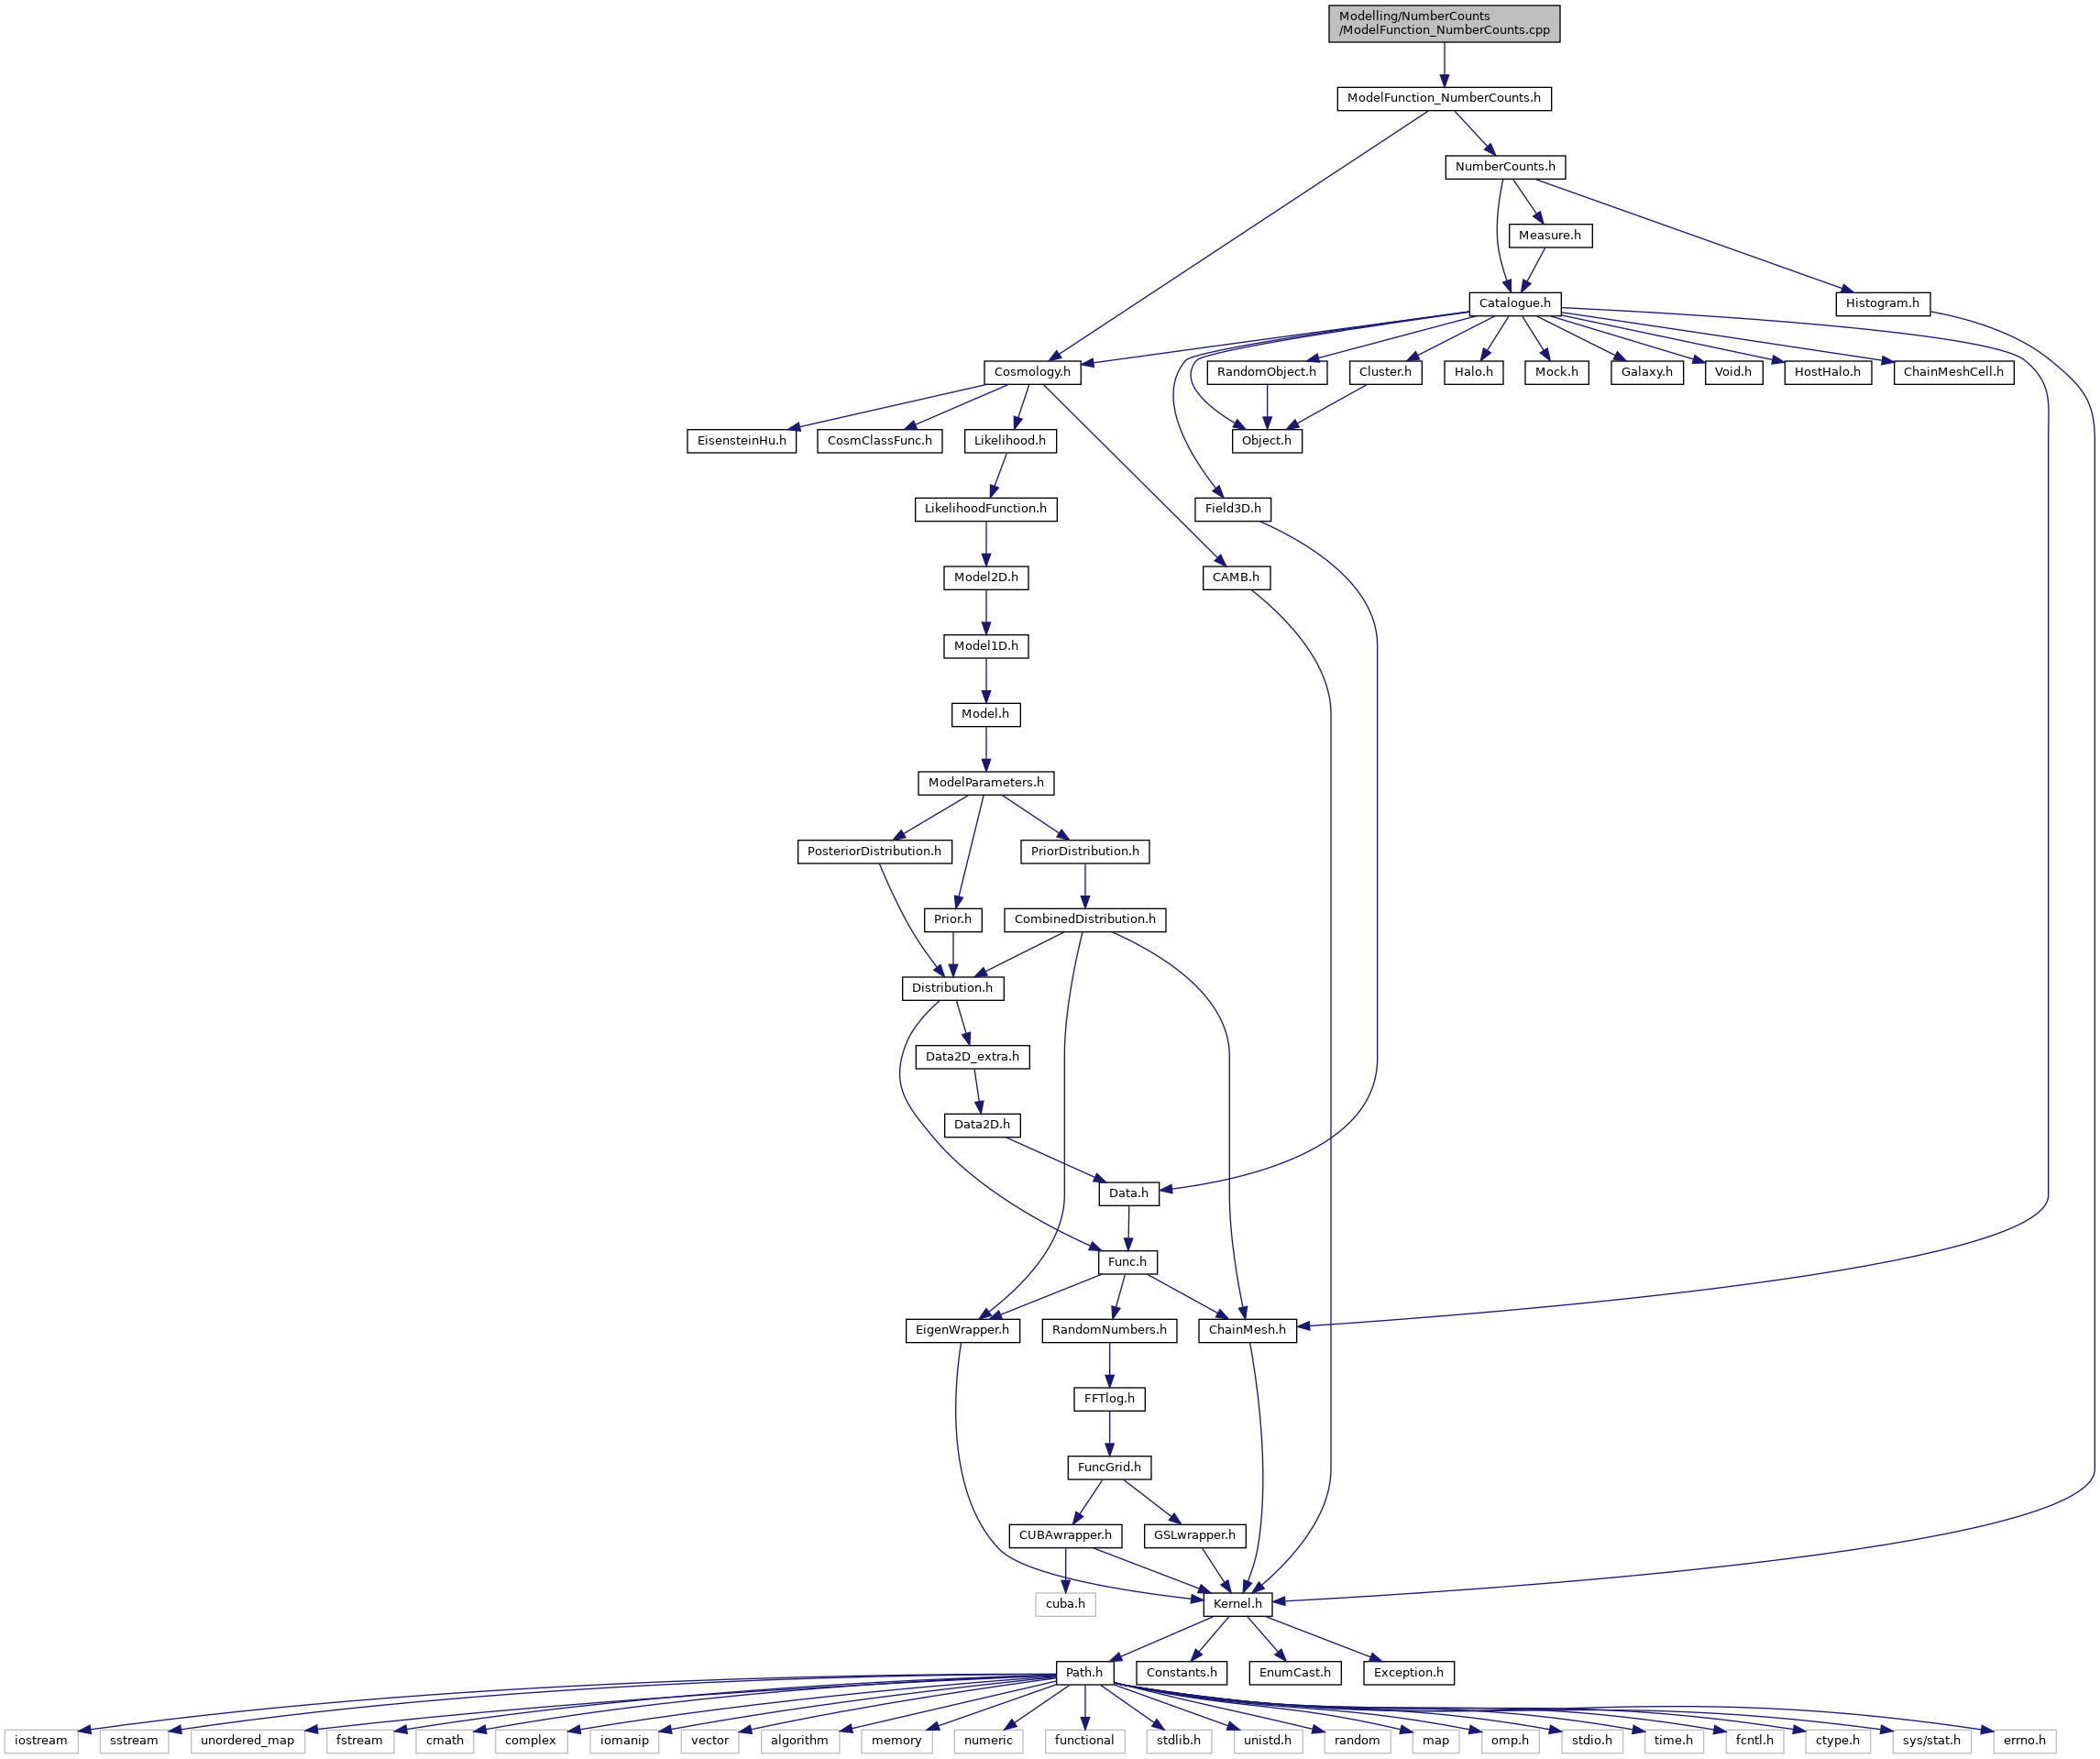 Modelling/NumberCounts
/ModelFunction_NumberCounts.cpp
ModelFunction_NumberCounts.h
NumberCounts.h
Measure.h
Catalogue.h
Histogram.h
Cosmology.h
RandomObject.h
Cluster.h
Halo.h
Mock.h
Galaxy.h
Void.h
HostHalo.h
ChainMeshCell.h
EisensteinHu.h
CosmClassFunc.h
Likelihood.h
Object.h
LikelihoodFunction.h
Field3D.h
Model2D.h
CAMB.h
Model1D.h
Model.h
ModelParameters.h
PosteriorDistribution.h
PriorDistribution.h
Prior.h
CombinedDistribution.h
Distribution.h
Data2D_extra.h
Data2D.h
Data.h
Func.h
EigenWrapper.h
RandomNumbers.h
ChainMesh.h
FFTlog.h
FuncGrid.h
CUBAwrapper.h
GSLwrapper.h
cuba.h
Kernel.h
Path.h
Constants.h
EnumCast.h
Exception.h
iostream
sstream
unordered_map
fstream
cmath
complex
iomanip
vector
algorithm
memory
numeric
functional
stdlib.h
unistd.h
random
map
omp.h
stdio.h
time.h
fcntl.h
ctype.h
sys/stat.h
errno.h